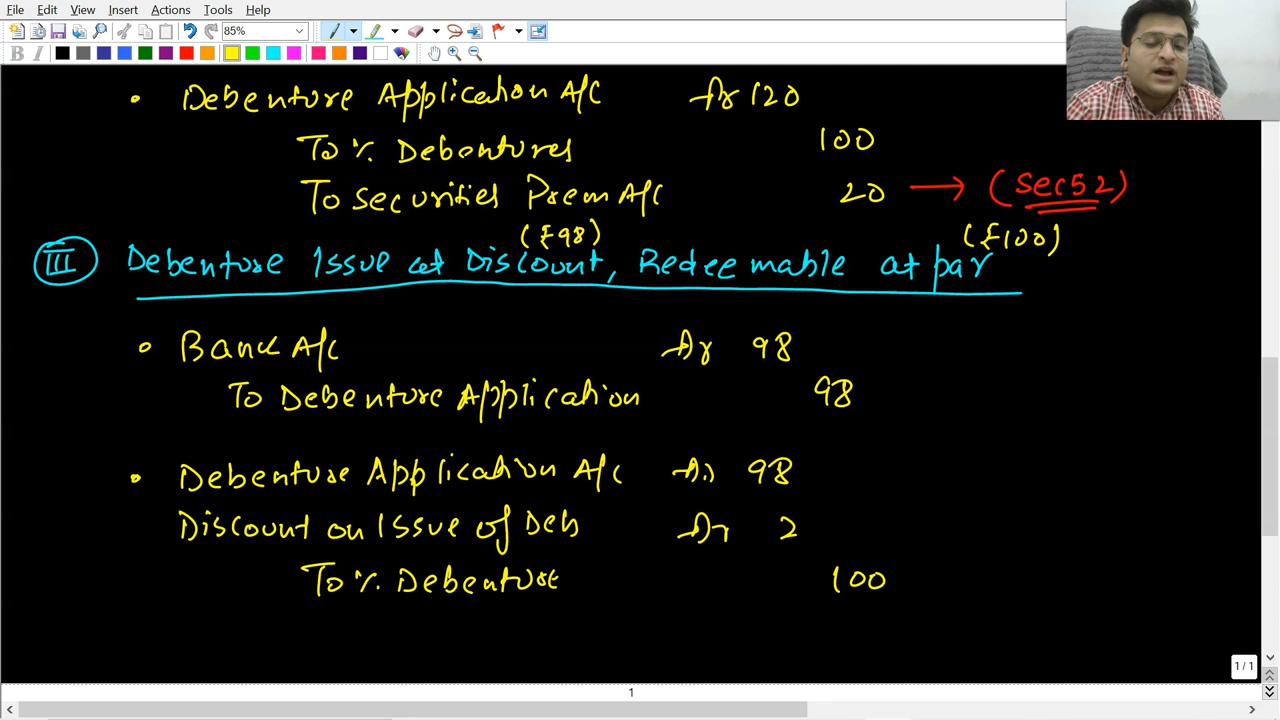 File Edit View Insert Actions Tools Help
85%
B I
• Debenture Application A/c Dr 120
To % Debentures 100
To Securities Prem A/c 20 → (Sec 52)
(₹98) (₹100)
III Debenture Issue at Discount, Redeemable at par
• Bank A/c Dr 98
To Debenture Application 98
• Debenture Application A/c Dr 98
Discount on Issue of Deb Dr 2
To % Debenture 100
1 / 1
1